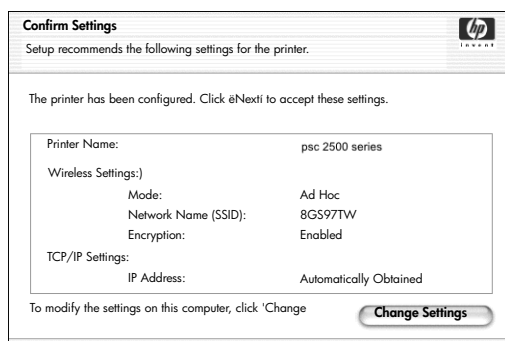 Confirm Settings
Setup recommends the following settings for the printer.
hp
invent
The printer has been configured. Click ëNextí to accept these settings.
Printer Name: psc 2500 series
Wireless Settings:)
Mode: Ad Hoc
Network Name (SSID): 8GS97TW
Encryption: Enabled
TCP/IP Settings:
IP Address: Automatically Obtained
To modify the settings on this computer, click 'Change
Change Settings